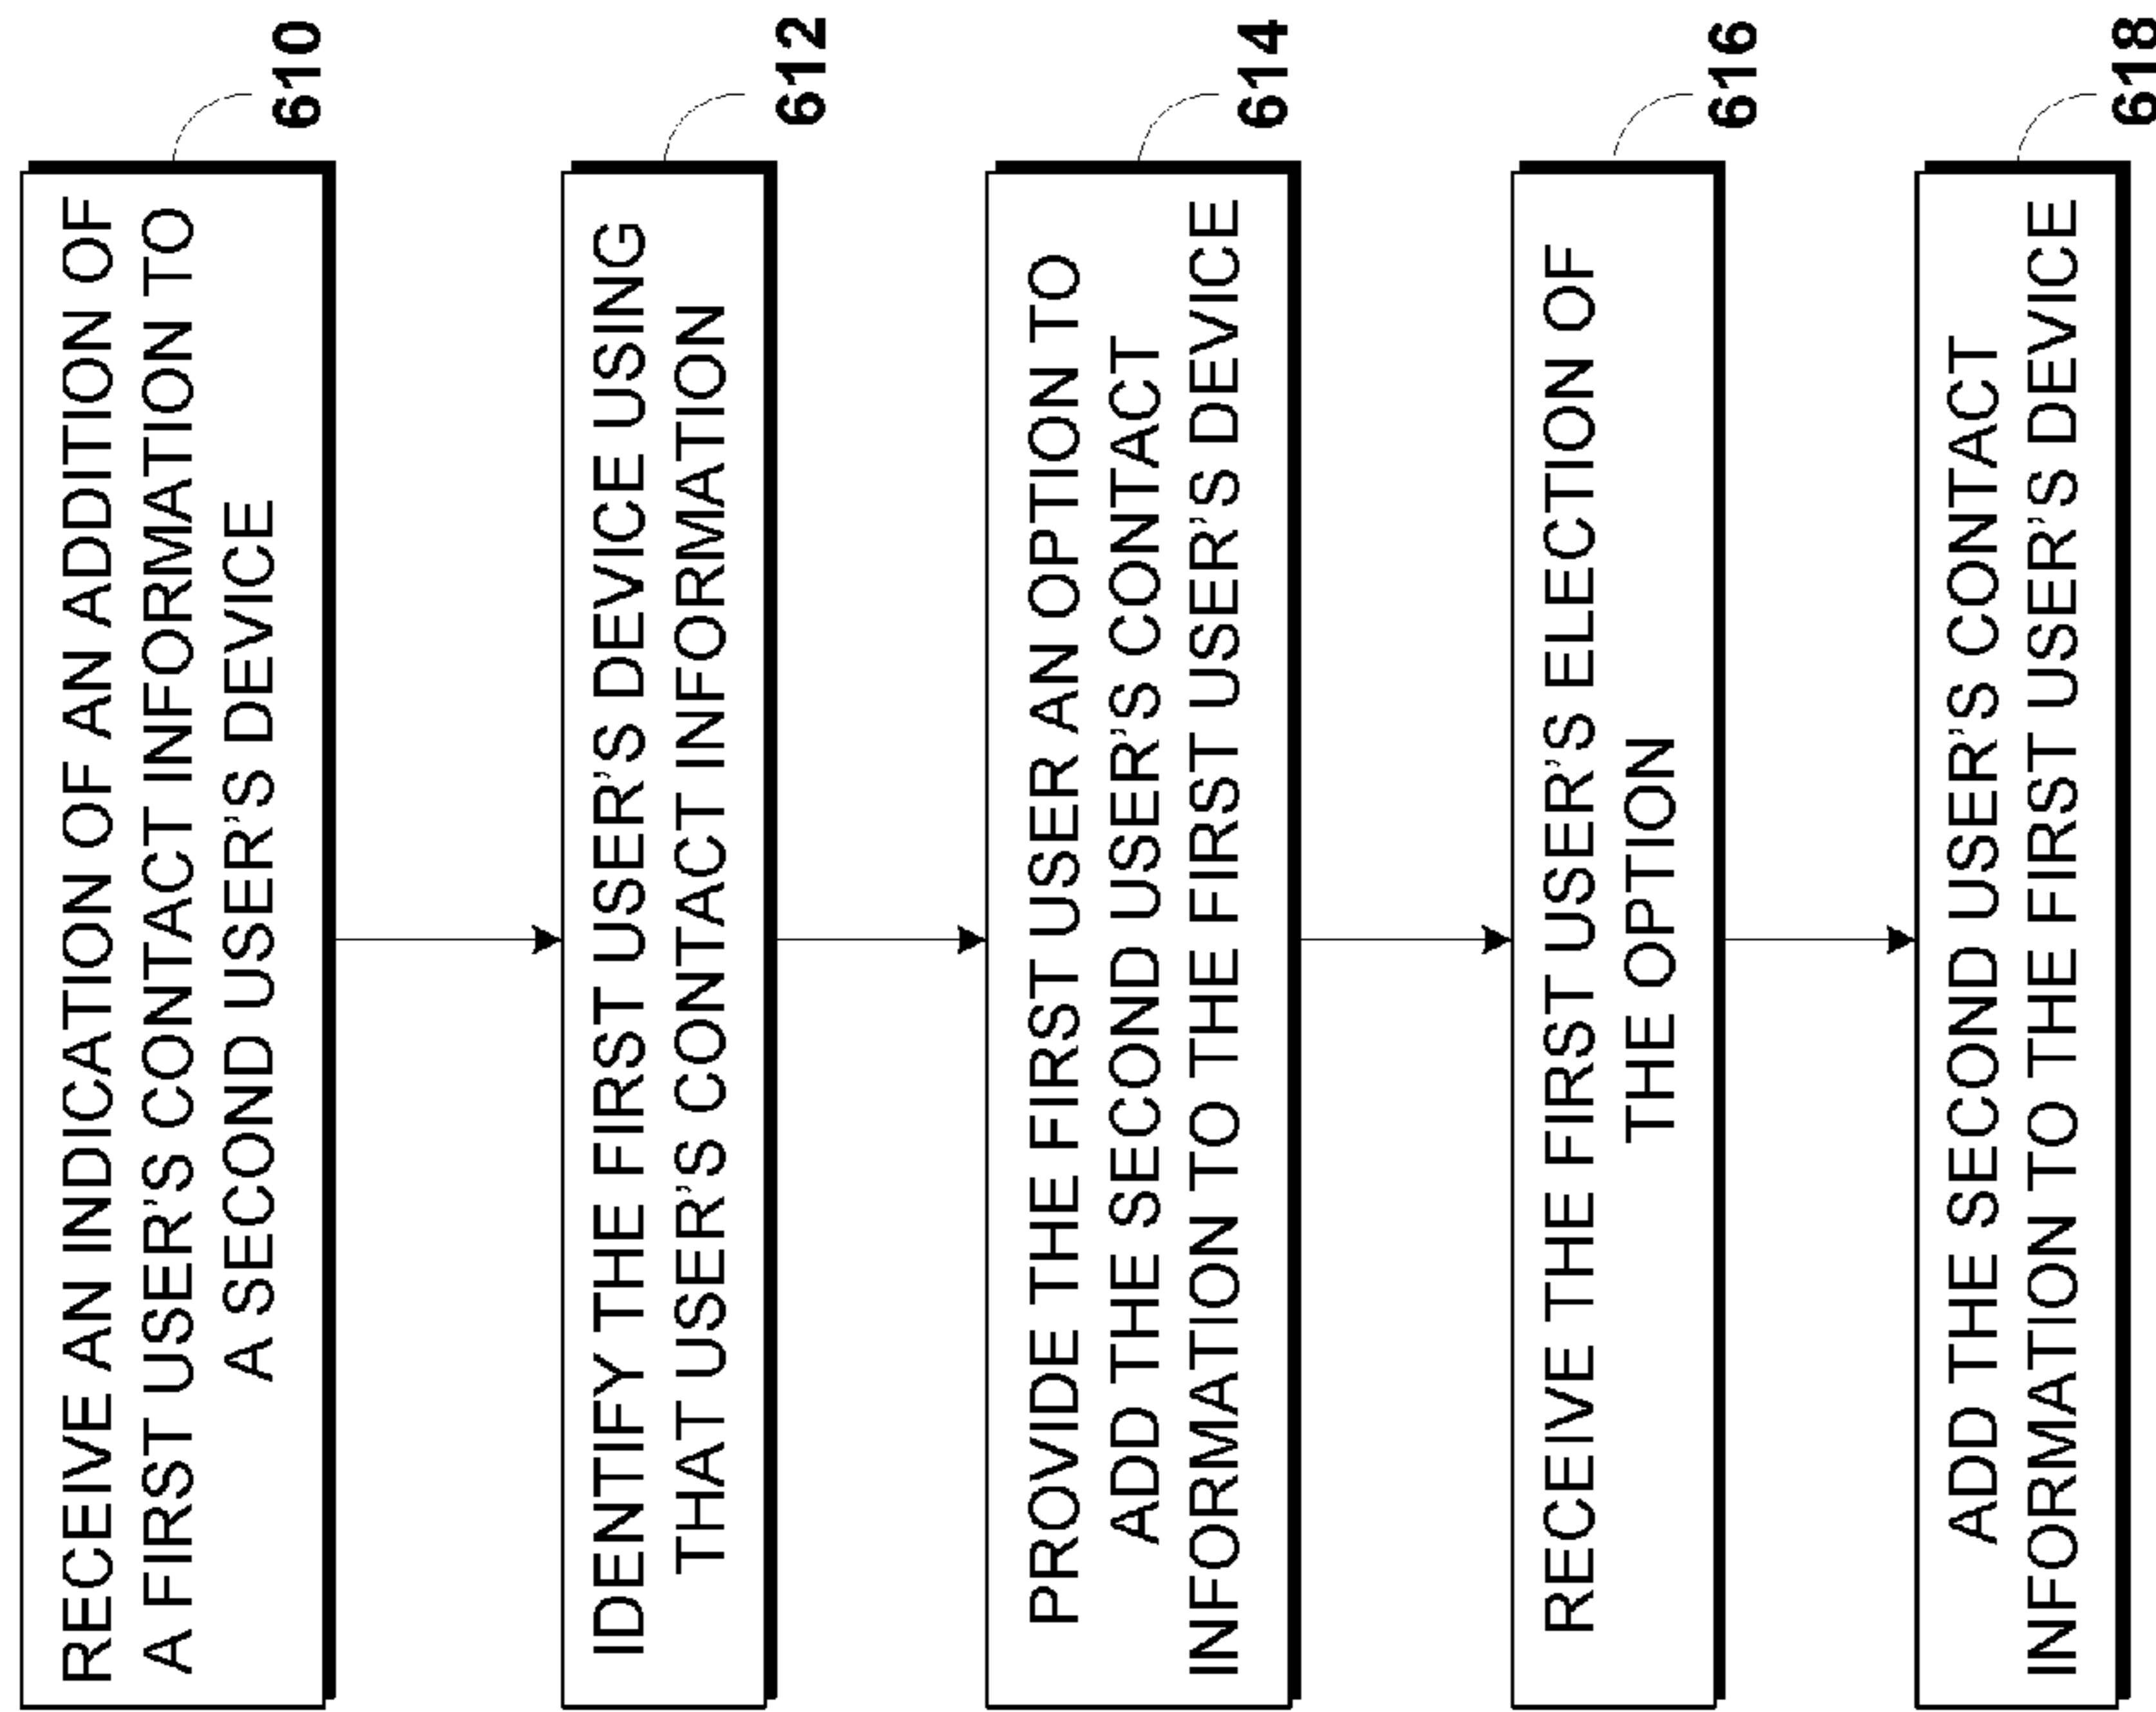 RECEIVE AN INDICATION OF AN ADDITION OF
A FIRST USER'S CONTACT INFORMATION TO
A SECOND USER'S DEVICE
610
IDENTIFY THE FIRST USER'S DEVICE USING
THAT USER'S CONTACT INFORMATION
612
PROVIDE THE FIRST USER AN OPTION TO
ADD THE SECOND USER'S CONTACT
INFORMATION TO THE FIRST USER'S DEVICE
614
RECEIVE THE FIRST USER'S ELECTION OF
THE OPTION
616
ADD THE SECOND USER'S CONTACT
INFORMATION TO THE FIRST USER'S DEVICE
618